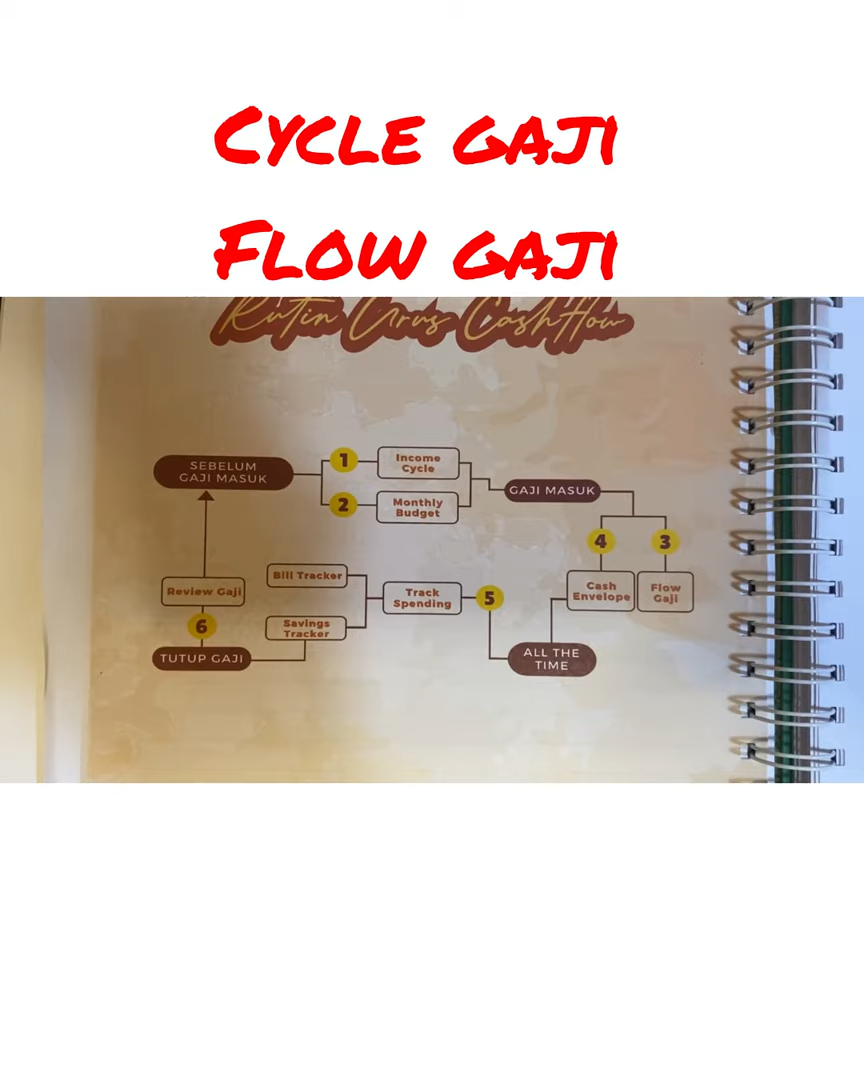 CYCLE GAJI
FLOW GAJI
Rutin Urus Cashflow
SEBELUM
GAJI MASUK
1
Income
Cycle
2
Monthly
Budget
GAJI MASUK
4
3
Cash
Envelope
Flow
Gaji
ALL THE
TIME
5
Track
Spending
Bill Tracker
Savings
Tracker
TUTUP GAJI
6
Review Gaji